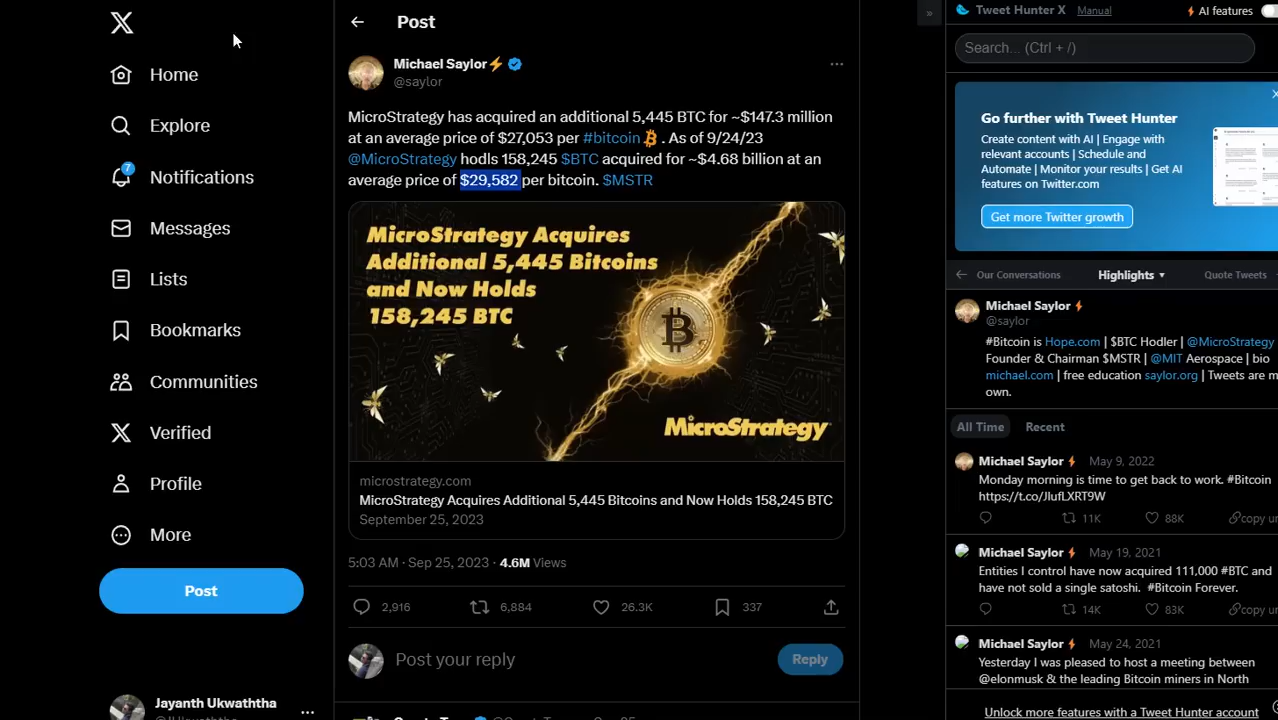 Home
Explore
7
Notifications
Messages
Lists
Bookmarks
Communities
Verified
Profile
More
Post
Jayanth Ukwaththa
Post
Michael Saylor
@saylor
MicroStrategy has acquired an additional 5,445 BTC for ~$147.3 million
at an average price of $27,053 per #bitcoin . As of 9/24/23
@MicroStrategy hodls 158,245 $BTC acquired for ~$4.68 billion at an
average price of $29,582 per bitcoin. $MSTR
MicroStrategy Acquires
Additional 5,445 Bitcoins
and Now Holds
158,245 BTC
MicroStrategy
microstrategy.com
MicroStrategy Acquires Additional 5,445 Bitcoins and Now Holds 158,245 BTC
September 25, 2023
5:03 AM · Sep 25, 2023 · 4.6M Views
2,916
6,884
26.3K
337
Post your reply
Reply
»
Tweet Hunter X
Manual
AI features
Search... (Ctrl + /)
Go further with Tweet Hunter
Create content with AI | Engage with
relevant accounts | Schedule and
Automate | Monitor your results | Get AI
features on Twitter.com
Get more Twitter growth
Our Conversations
Highlights
Quote Tweets
Michael Saylor
@saylor
#Bitcoin is Hope.com | $BTC Hodler | @MicroStrategy
Founder & Chairman $MSTR | @MIT Aerospace | bio
michael.com | free education saylor.org | Tweets are m
own.
All Time
Recent
Michael Saylor May 9, 2022
Monday morning is time to get back to work. #Bitcoin
11K
88K
copy ur
Michael Saylor May 19, 2021
Entities I control have now acquired 111,000 #BTC and
have not sold a single satoshi. #Bitcoin Forever.
14K
83K
copy ur
Michael Saylor May 24, 2021
Yesterday I was pleased to host a meeting between
@elonmusk & the leading Bitcoin miners in North
Unlock more features with a Tweet Hunter account